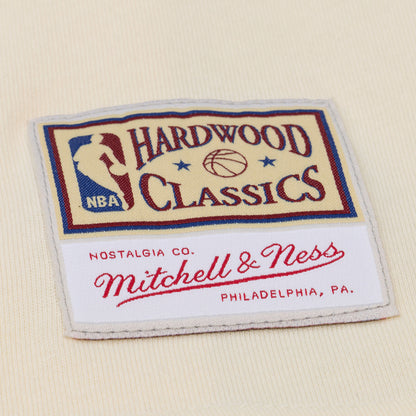 HARDWOOD
NBA
CLASSICS
NOSTALGIA CO.
Mitchell & Ness
PHILADELPHIA, PA.